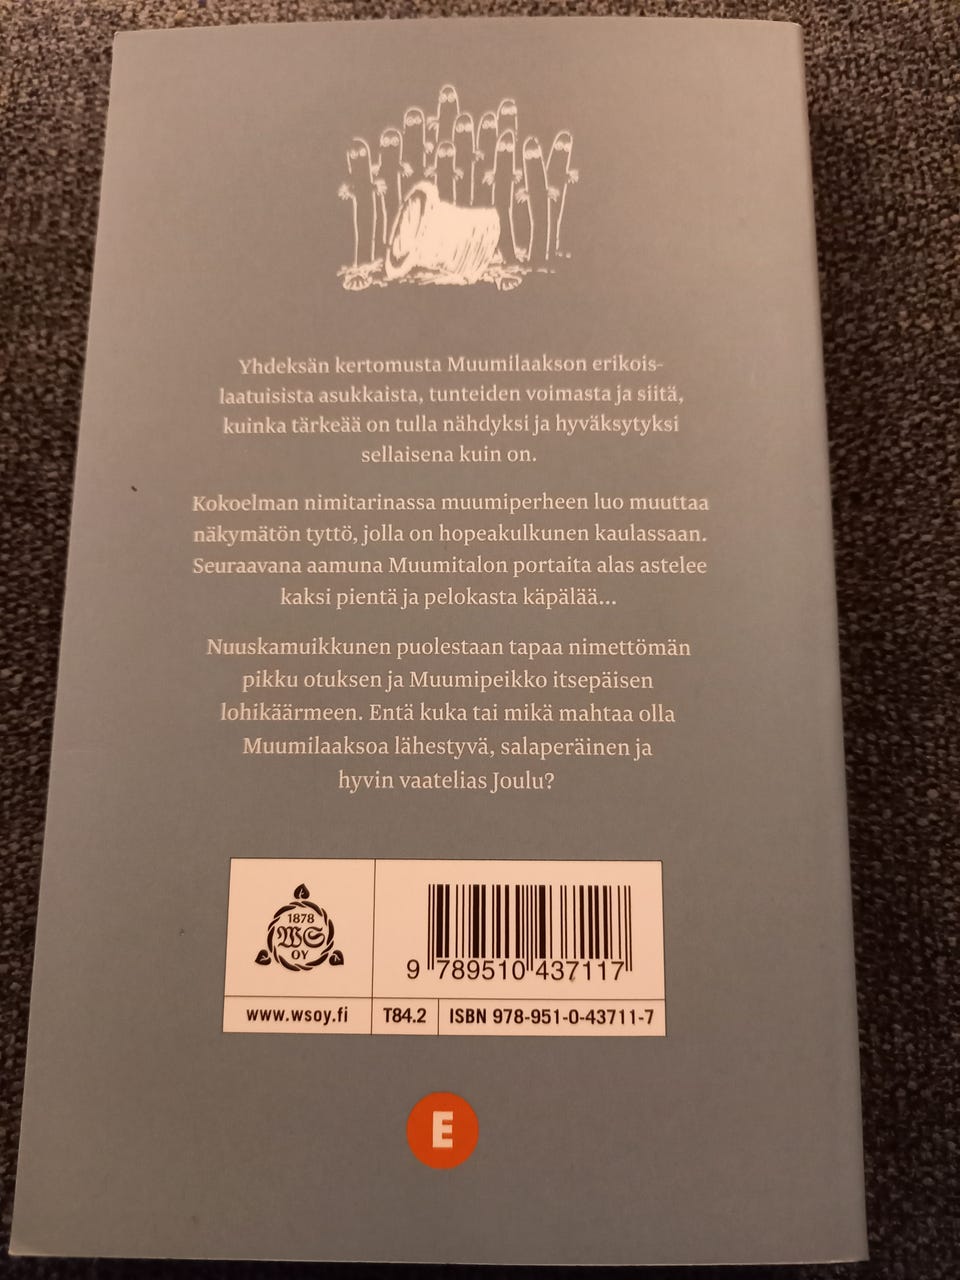 Yhdeksän kertomusta Muumilaakson erikois-
laatuisista asukkaista, tunteiden voimasta ja siitä,
kuinka tärkeää on tulla nähdyksi ja hyväksytyksi
sellaisena kuin on.
Kokoelman nimitarinassa muumiperheen luo muuttaa
näkymätön tyttö, jolla on hopeakulkunen kaulassaan.
Seuraavana aamuna Muumitalon portaita alas astelee
kaksi pientä ja pelokasta käpälää...
Nuuskamuikkunen puolestaan tapaa nimettömän
pikku otuksen ja Muumipeikko itsepäisen
lohikäärmeen. Entä kuka tai mikä mahtaa olla
Muumilaaksoa lähestyvä, salaperäinen ja
hyvin vaatelias Joulu?
1878
WS
OY
9 789510 437117
www.wsoy.fi T84.2 ISBN 978-951-0-43711-7
E